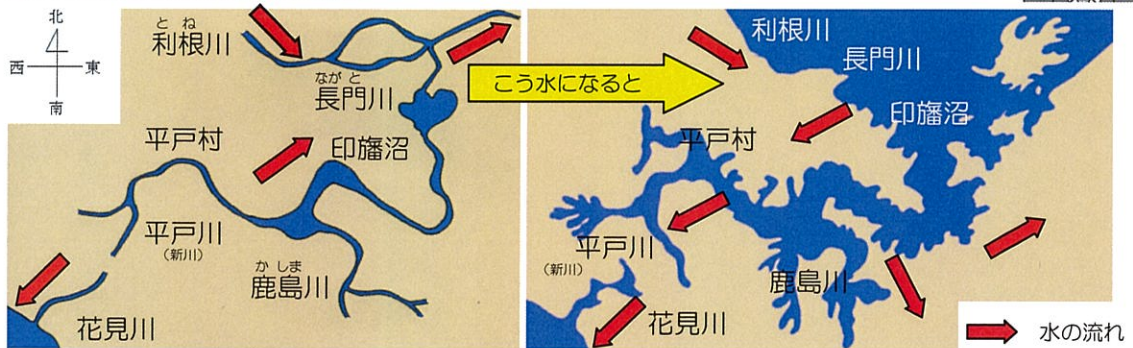 北
西
東
南
とね
利根川
ながと
長門川
平戸村
印旛沼
平戸川
(新川)
かしま
鹿島川
花見川
こう水になると
利根川
長門川
印旛沼
平戸村
平戸川
(新川)
鹿島川
花見川
水の流れ